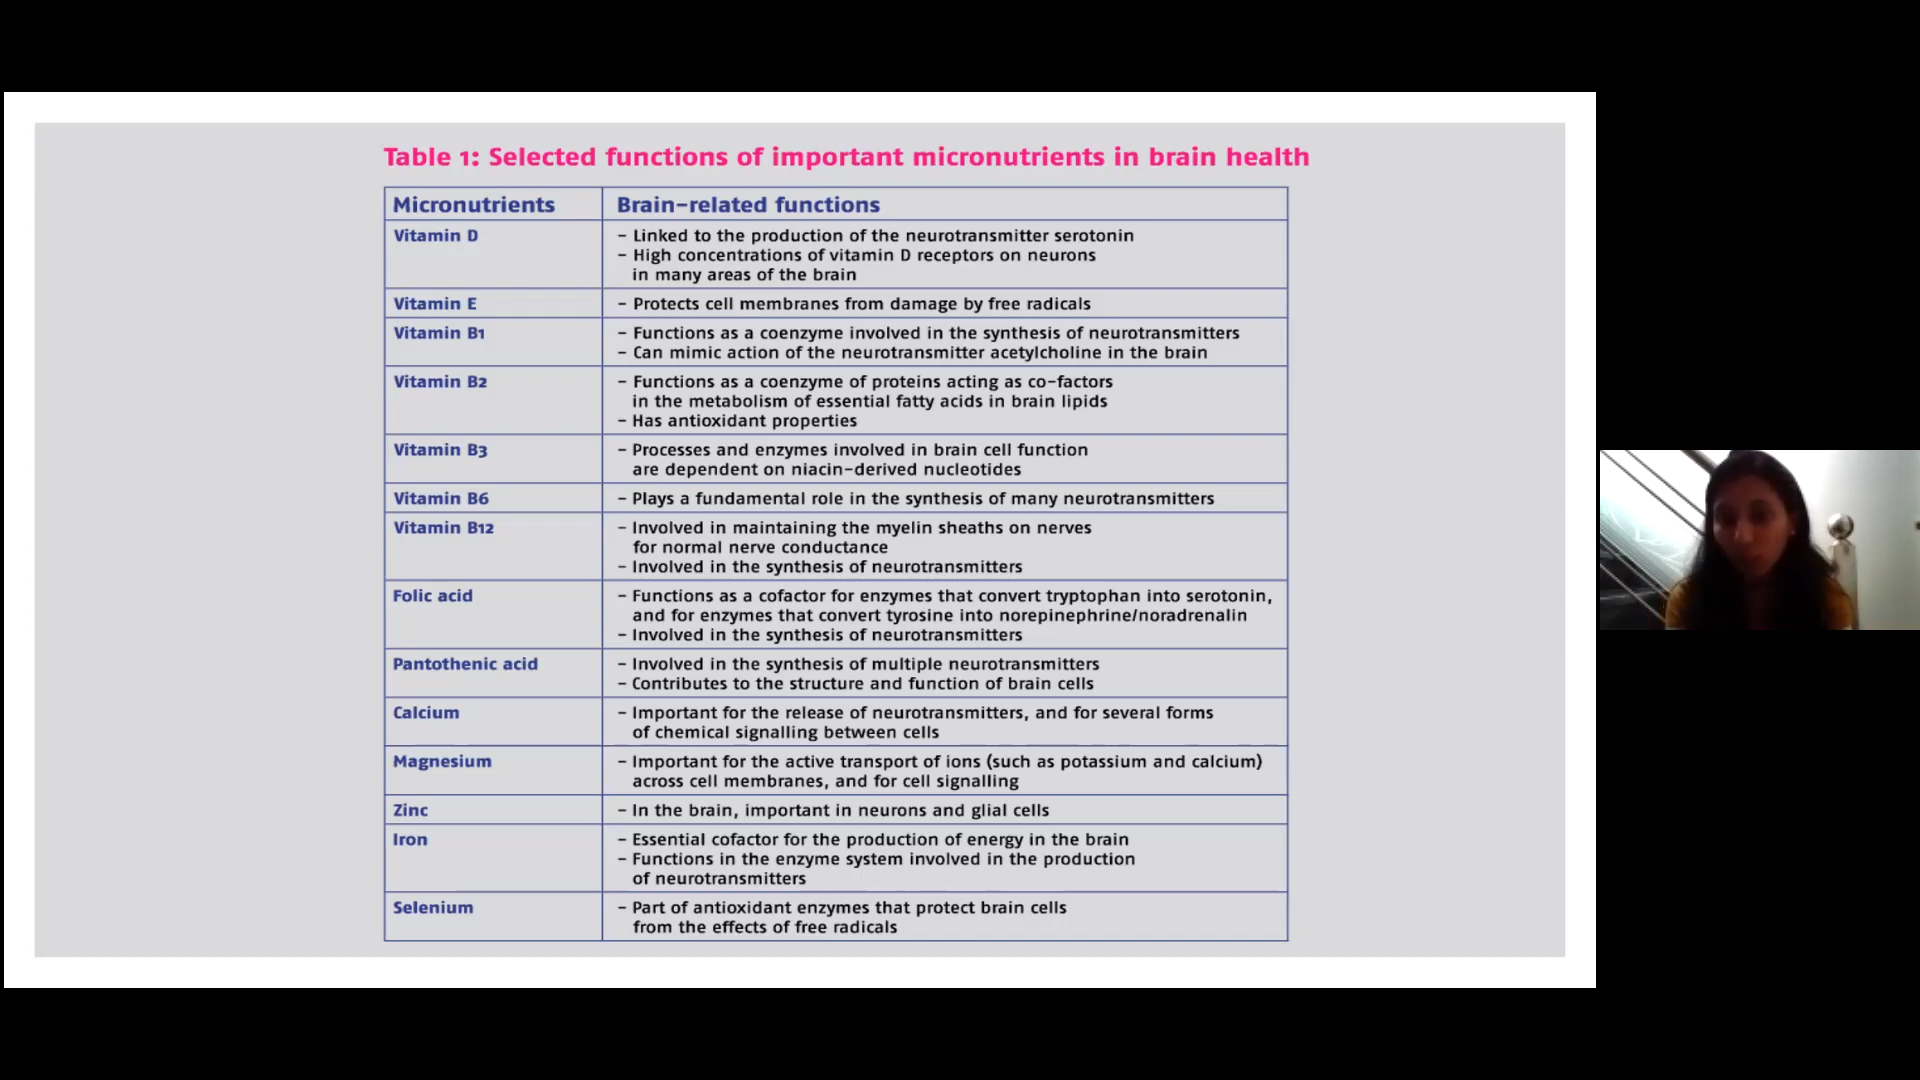 Table 1: Selected functions of important micronutrients in brain health
Micronutrients
Brain-related functions
Vitamin D
– Linked to the production of the neurotransmitter serotonin
– High concentrations of vitamin D receptors on neurons
in many areas of the brain
Vitamin E
– Protects cell membranes from damage by free radicals
Vitamin B1
– Functions as a coenzyme involved in the synthesis of neurotransmitters
– Can mimic action of the neurotransmitter acetylcholine in the brain
Vitamin B2
– Functions as a coenzyme of proteins acting as co-factors
in the metabolism of essential fatty acids in brain lipids
– Has antioxidant properties
Vitamin B3
– Processes and enzymes involved in brain cell function
are dependent on niacin-derived nucleotides
Vitamin B6
– Plays a fundamental role in the synthesis of many neurotransmitters
Vitamin B12
– Involved in maintaining the myelin sheaths on nerves
for normal nerve conductance
– Involved in the synthesis of neurotransmitters
Folic acid
– Functions as a cofactor for enzymes that convert tryptophan into serotonin,
and for enzymes that convert tyrosine into norepinephrine/noradrenalin
– Involved in the synthesis of neurotransmitters
Pantothenic acid
– Involved in the synthesis of multiple neurotransmitters
– Contributes to the structure and function of brain cells
Calcium
– Important for the release of neurotransmitters, and for several forms
of chemical signalling between cells
Magnesium
– Important for the active transport of ions (such as potassium and calcium)
across cell membranes, and for cell signalling
Zinc
– In the brain, important in neurons and glial cells
Iron
– Essential cofactor for the production of energy in the brain
– Functions in the enzyme system involved in the production
of neurotransmitters
Selenium
– Part of antioxidant enzymes that protect brain cells
from the effects of free radicals